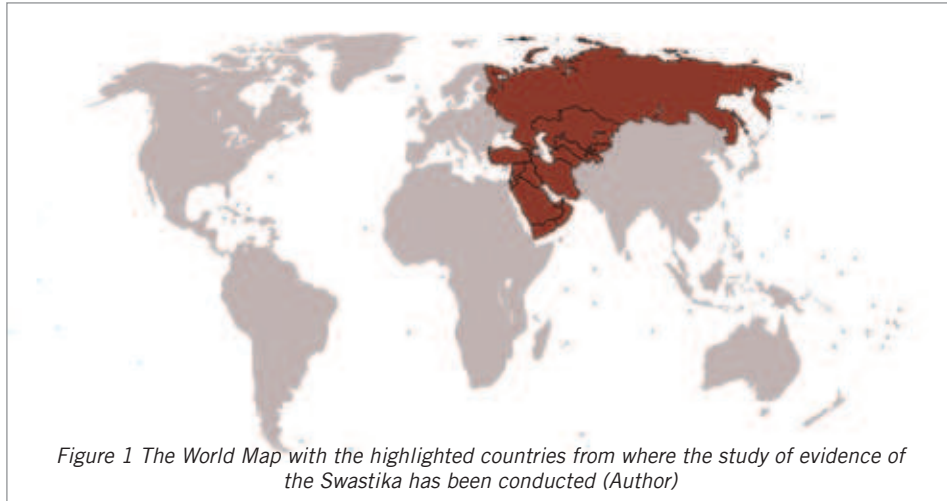 Figure 1 The World Map with the highlighted countries from where the study of evidence of
the Swastika has been conducted (Author)